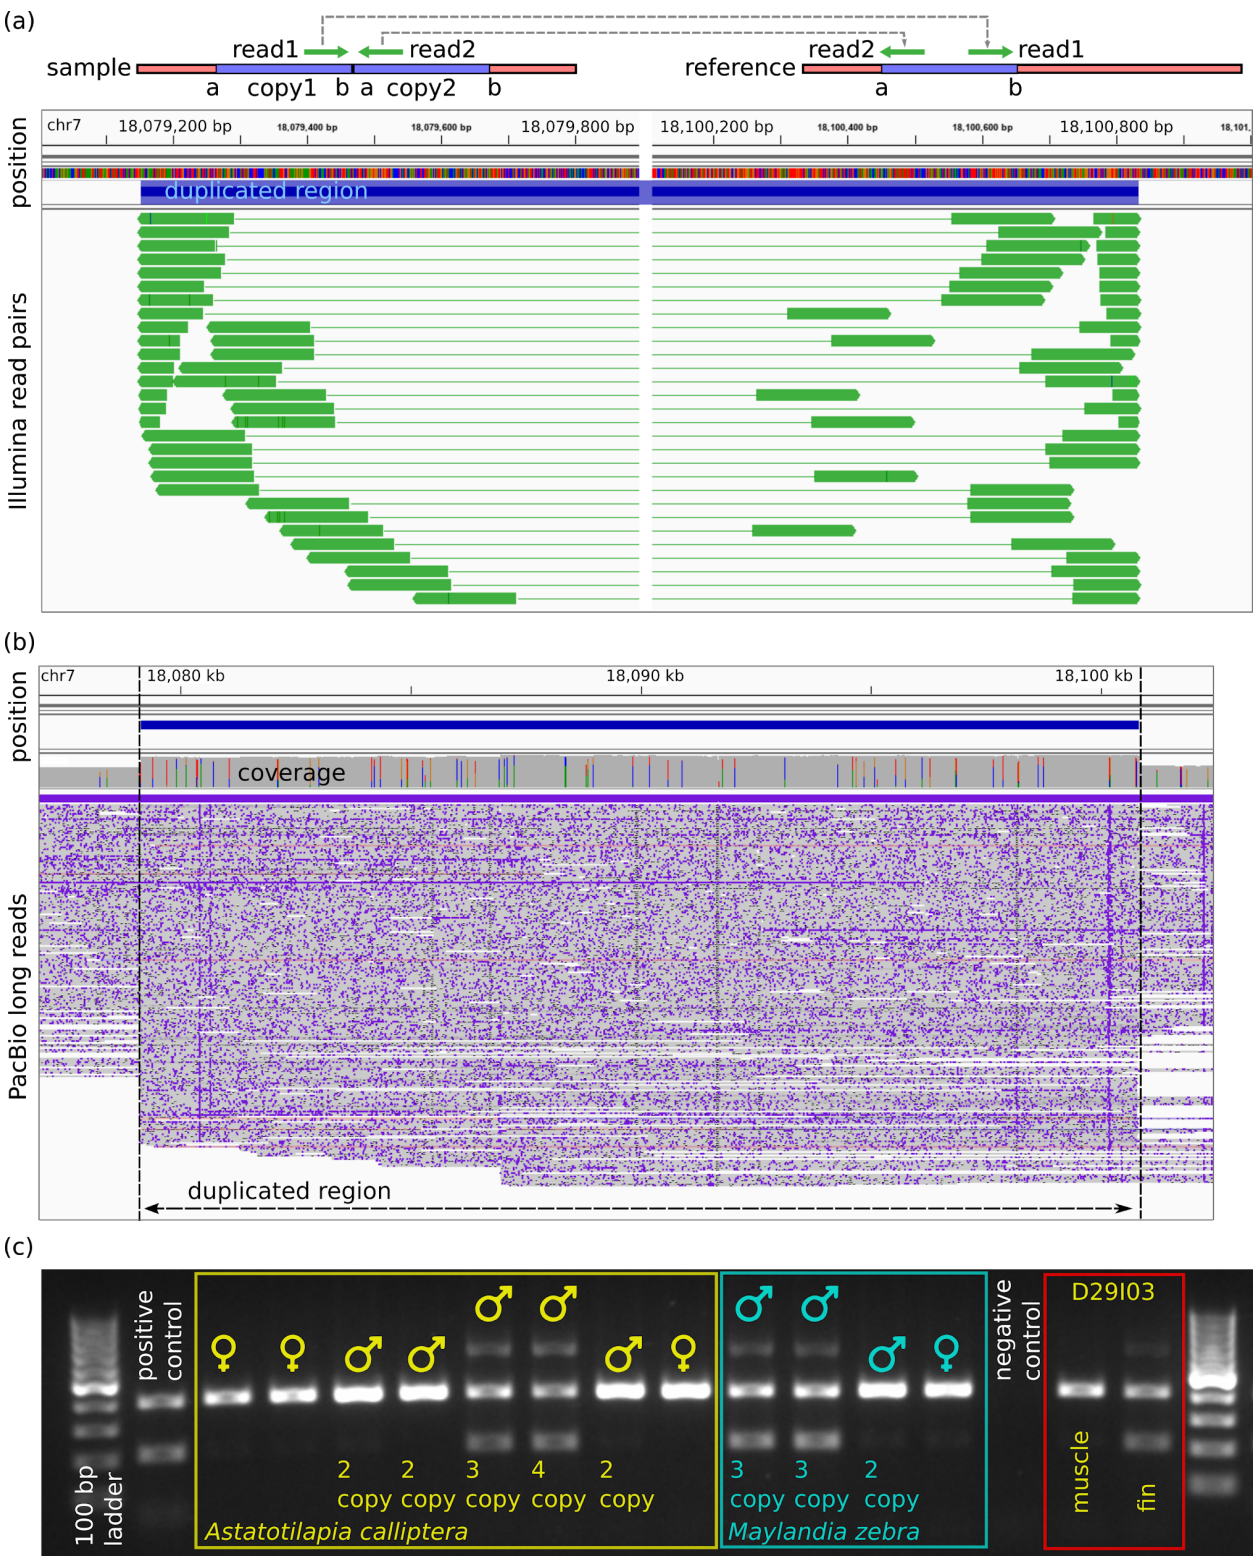 (a)
read1 read2 read2 read1
sample reference
a copy1 b a copy2 b a b
position
chr7 18,079,200 bp 18,079,400 bp 18,079,600 bp 18,079,800 bp 18,100,200 bp 18,100,400 bp 18,100,600 bp 18,100,800 bp 18,101,
duplicated region
Illumina read pairs
(b)
position
chr7 18,080 kb 18,090 kb 18,100 kb
coverage
PacBio long reads
duplicated region
(c)
100 bp
ladder
positive
control
♀ ♀ ♂ ♂ ♂ ♂ ♂ ♀
2 2 3 4 2
copy copy copy copy copy
Astatotilapia calliptera
♂ ♂ ♂ ♀
3 3 2
copy copy copy
Maylandia zebra
negative
control
D29I03
muscle
fin